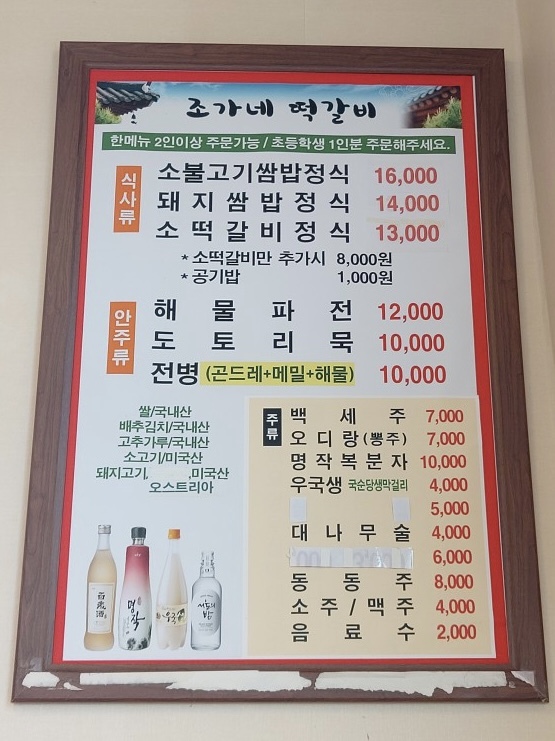 조가네 떡갈비
한메뉴 2인이상 주문가능 / 초등학생 1인분 주문해주세요.
식사류
소불고기쌈밥정식 16,000
돼지쌈밥정식 14,000
소떡갈비정식 13,000
* 소떡갈비만 추가시 8,000원
* 공기밥 1,000원
안주류
해물파전 12,000
도토리묵 10,000
전병 (곤드레+메밀+해물) 10,000
쌀/국내산
배추김치/국내산
고추가루/국내산
소고기/미국산
돼지고기, ,미국산
오스트리아
주류
백세주 7,000
오디랑(뽕주) 7,000
명작복분자 10,000
우국생 국순당생막걸리 4,000
5,000
대나무술 4,000
6,000
동동주 8,000
소주/맥주 4,000
음료수 2,000
百歲酒
명작
우국생